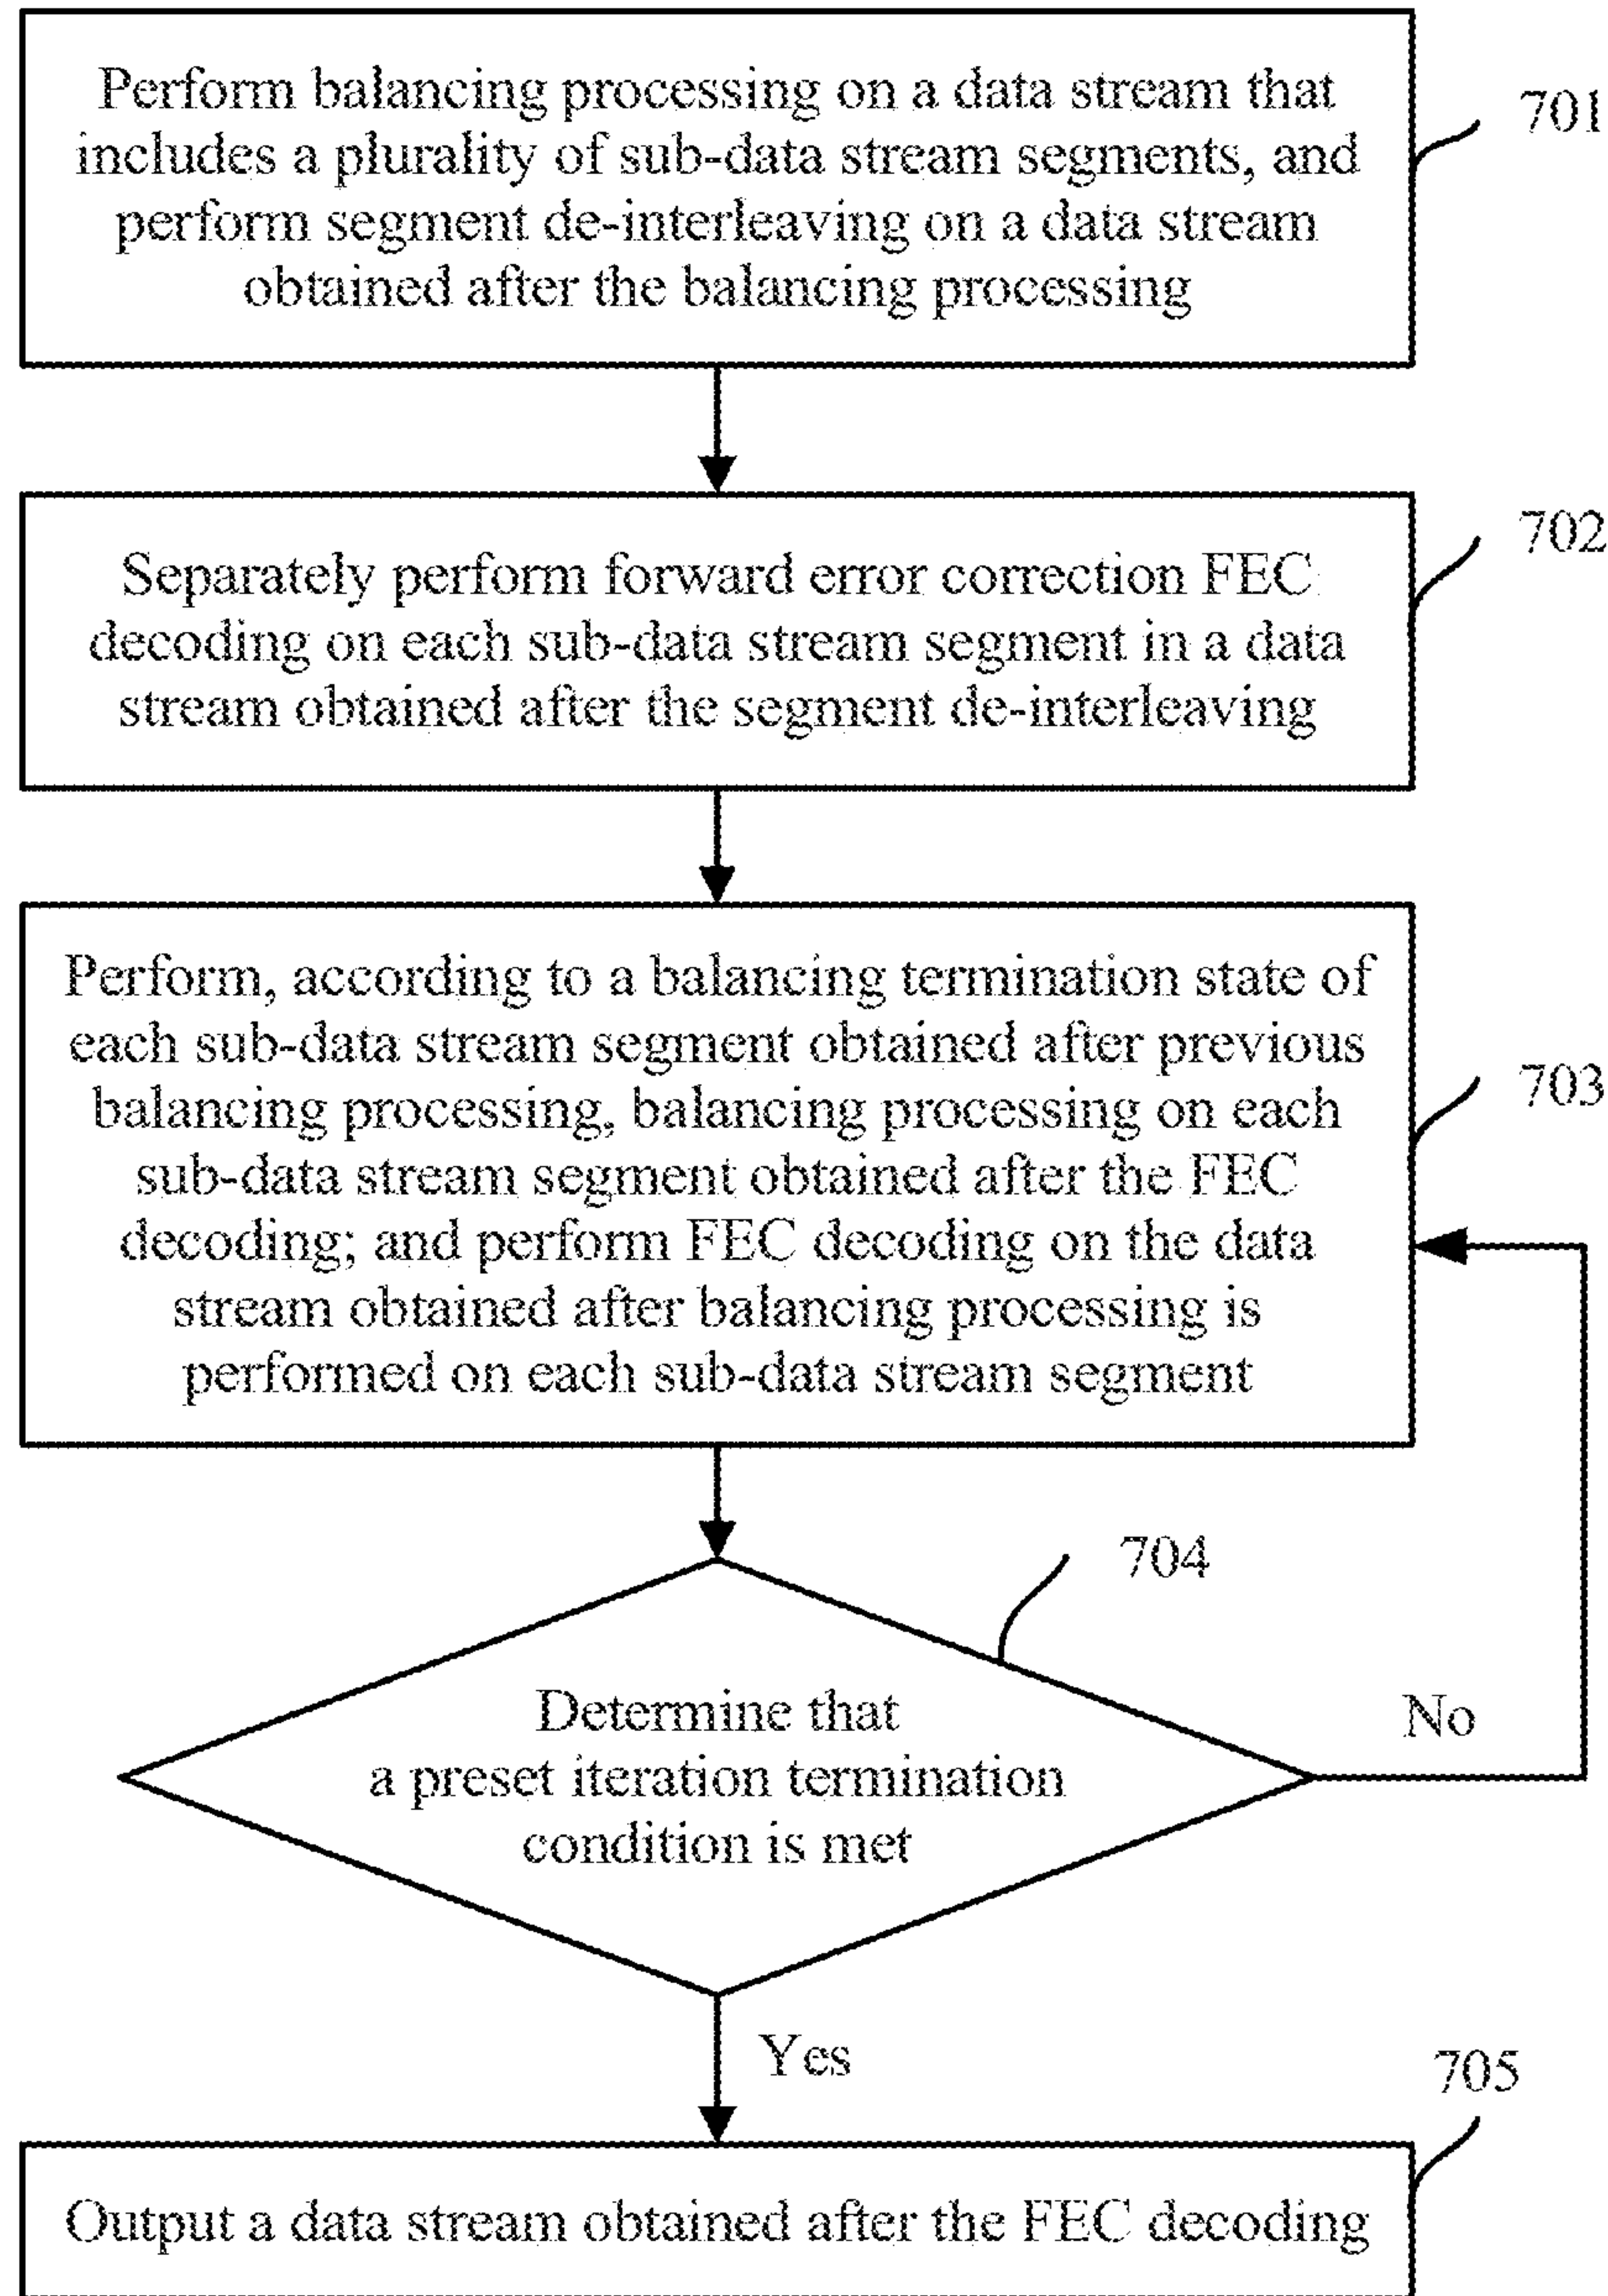 Perform balancing processing on a data stream that
includes a plurality of sub-data stream segments, and
perform segment de-interleaving on a data stream
obtained after the balancing processing
701
Separately perform forward error correction FEC
decoding on each sub-data stream segment in a data
stream obtained after the segment de-interleaving
702
Perform, according to a balancing termination state of
each sub-data stream segment obtained after previous
balancing processing, balancing processing on each
sub-data stream segment obtained after the FEC
decoding; and perform FEC decoding on the data
stream obtained after balancing processing is
performed on each sub-data stream segment
703
704
Determine that
a preset iteration termination
condition is met
No
Yes
705
Output a data stream obtained after the FEC decoding